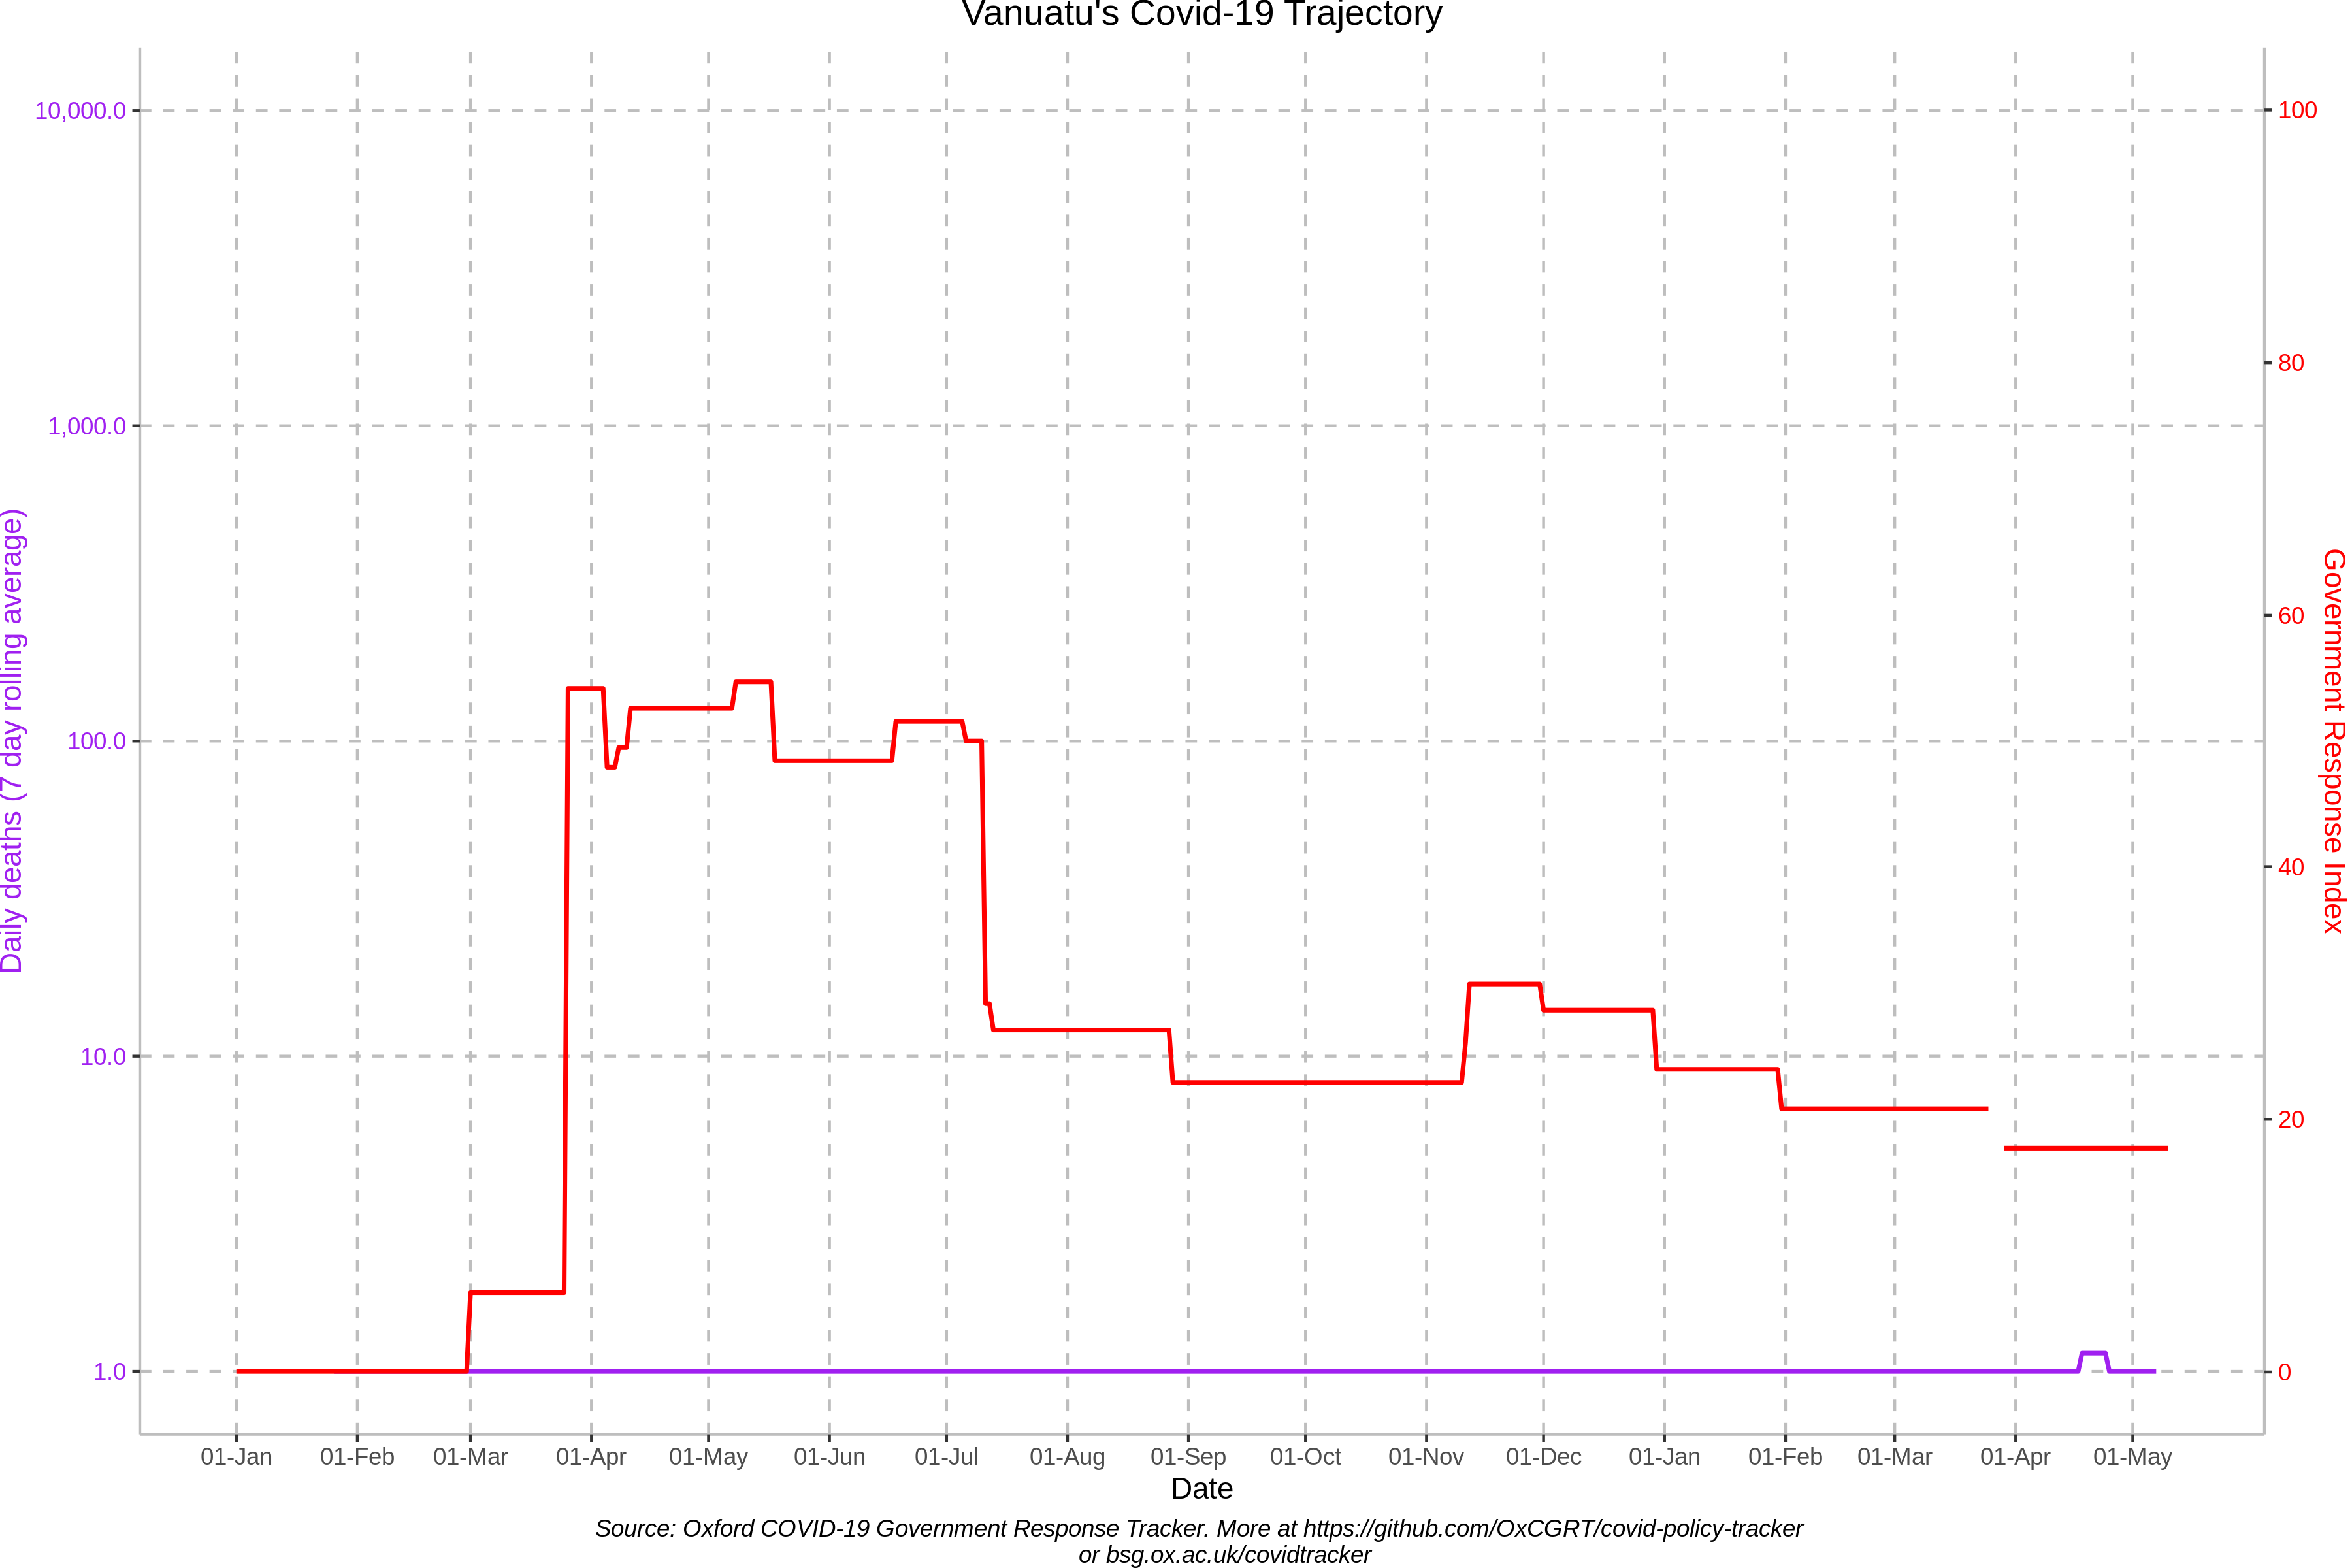 Vanuatu's Covid-19 Trajectory
10,000.0
1,000.0
100.0
10.0
1.0
Daily deaths (7 day rolling average)
100
80
60
40
20
0
Government Response Index
01-Jan 01-Feb 01-Mar 01-Apr 01-May 01-Jun 01-Jul 01-Aug 01-Sep 01-Oct 01-Nov 01-Dec 01-Jan 01-Feb 01-Mar 01-Apr 01-May
Date
Source: Oxford COVID-19 Government Response Tracker. More at https://github.com/OxCGRT/covid-policy-tracker
or bsg.ox.ac.uk/covidtracker